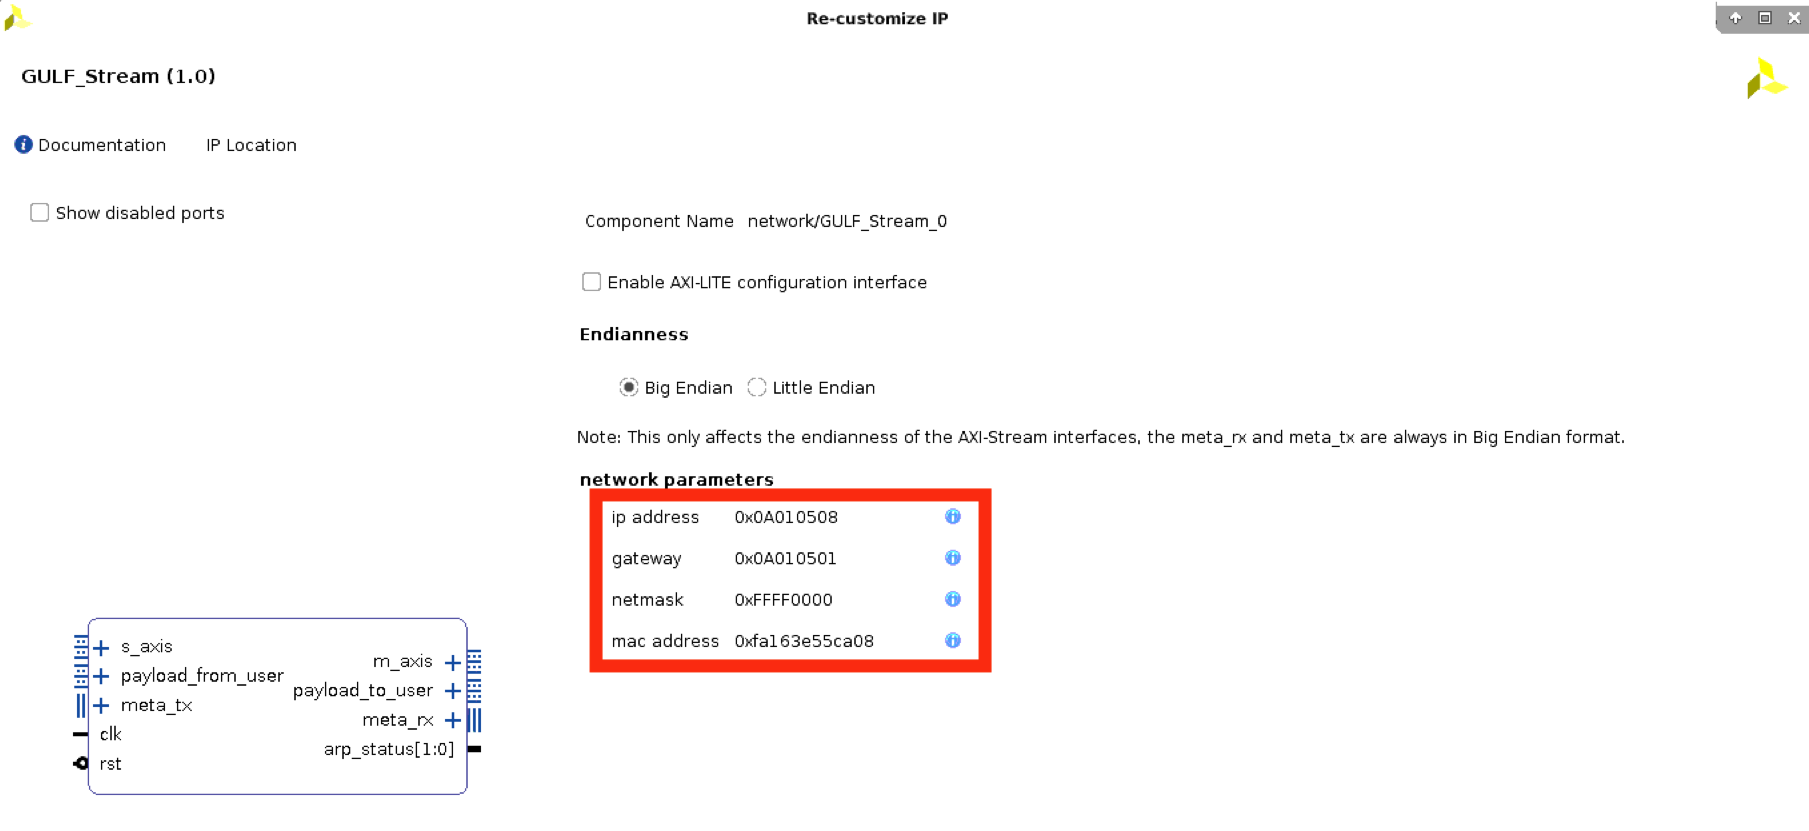 Re-customize IP
GULF_Stream (1.0)
Documentation IP Location
Show disabled ports
Component Name network/GULF_Stream_0
Enable AXI-LITE configuration interface
Endianness
Big Endian Little Endian
Note: This only affects the endianness of the AXI-Stream interfaces, the meta_rx and meta_tx are always in Big Endian format.
network parameters
ip address 0x0A010508
gateway 0x0A010501
netmask 0xFFFF0000
mac address 0xfa163e55ca08
s_axis
payload_from_user
meta_tx
clk
rst
m_axis
payload_to_user
meta_rx
arp_status[1:0]